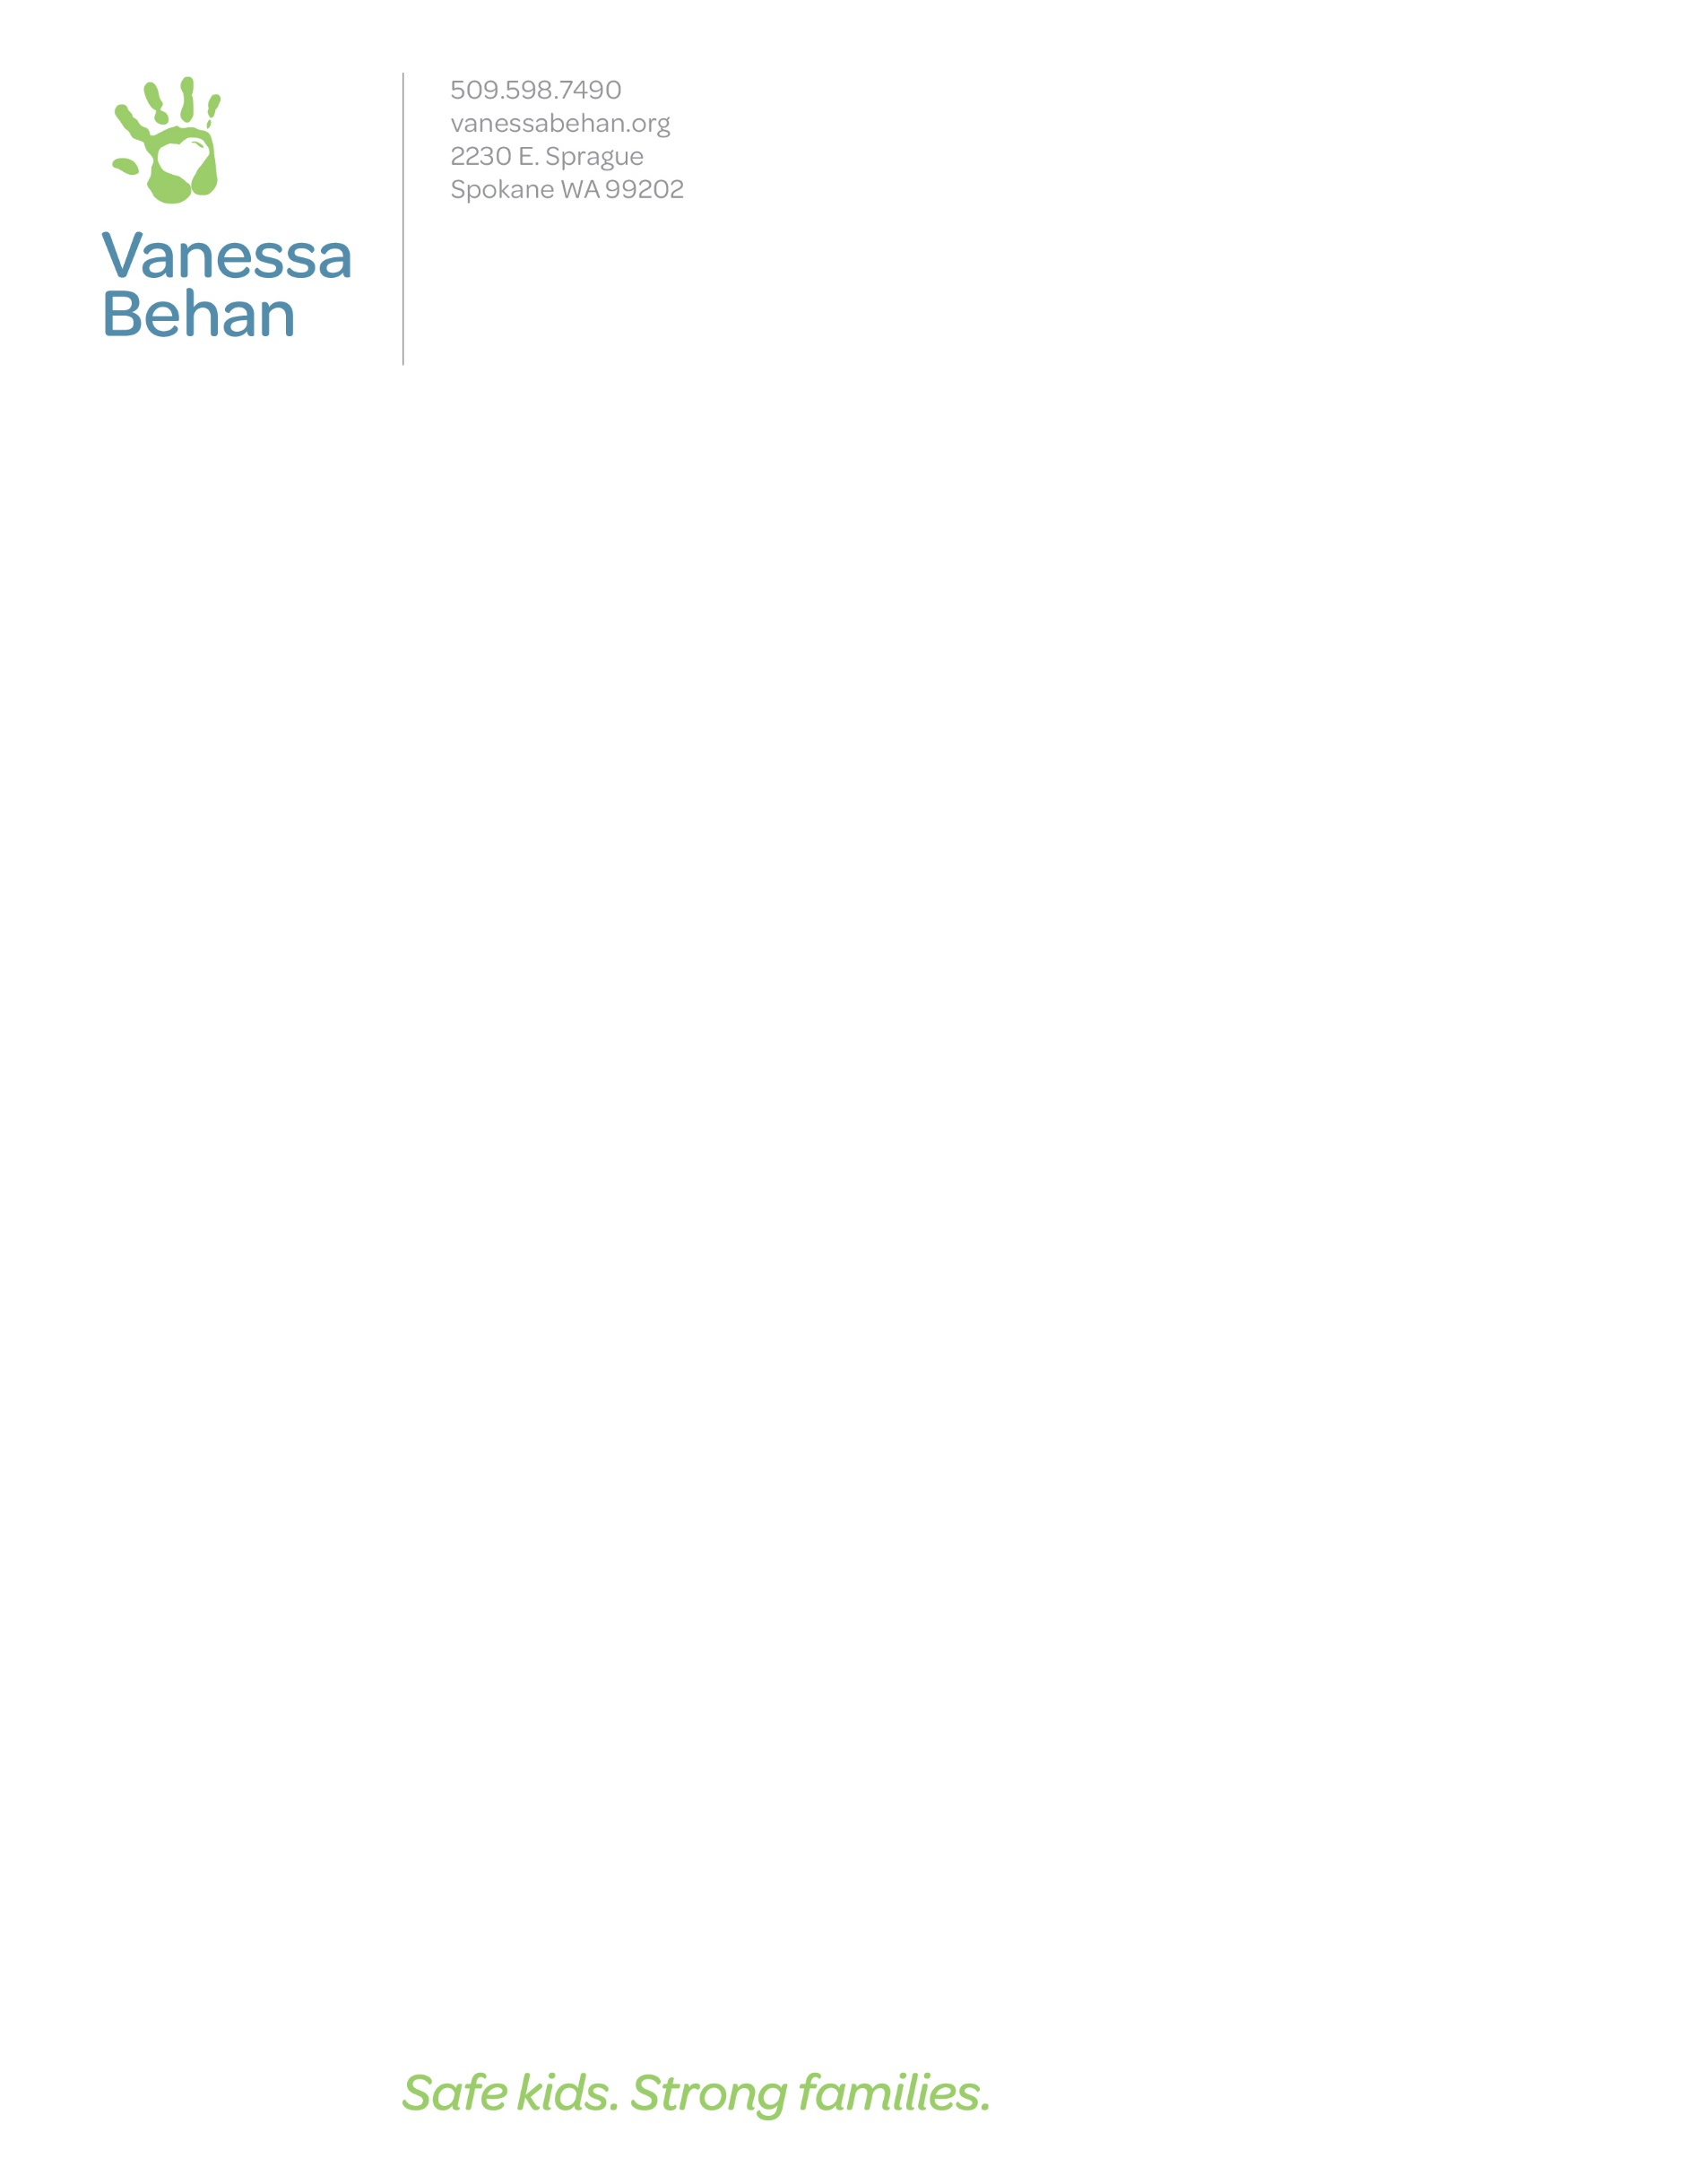 Vanessa
Behan
509.598.7490
vanessabehan.org
2230 E. Sprague
Spokane WA 99202
Safe kids. Strong families.